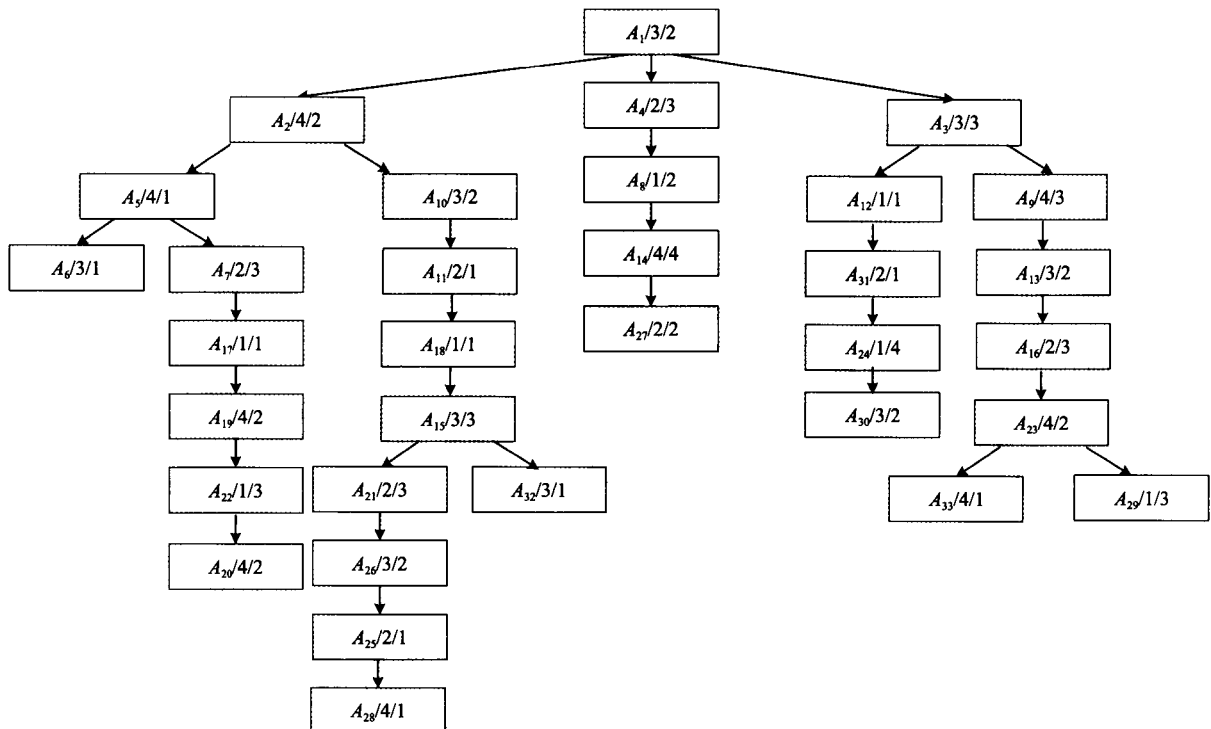 A₁/3/2
A₂/4/2
A₄/2/3
A₃/3/3
A₅/4/1
A₁₀/3/2
A₈/1/2
A₁₂/1/1
A₉/4/3
A₆/3/1
A₇/2/3
A₁₁/2/1
A₁₄/4/4
A₃₁/2/1
A₁₃/3/2
A₁₇/1/1
A₁₈/1/1
A₂₇/2/2
A₂₄/1/4
A₁₆/2/3
A₁₉/4/2
A₁₅/3/3
A₃₀/3/2
A₂₃/4/2
A₂₂/1/3
A₂₁/2/3
A₃₂/3/1
A₃₃/4/1
A₂₉/1/3
A₂₀/4/2
A₂₆/3/2
A₂₅/2/1
A₂₈/4/1